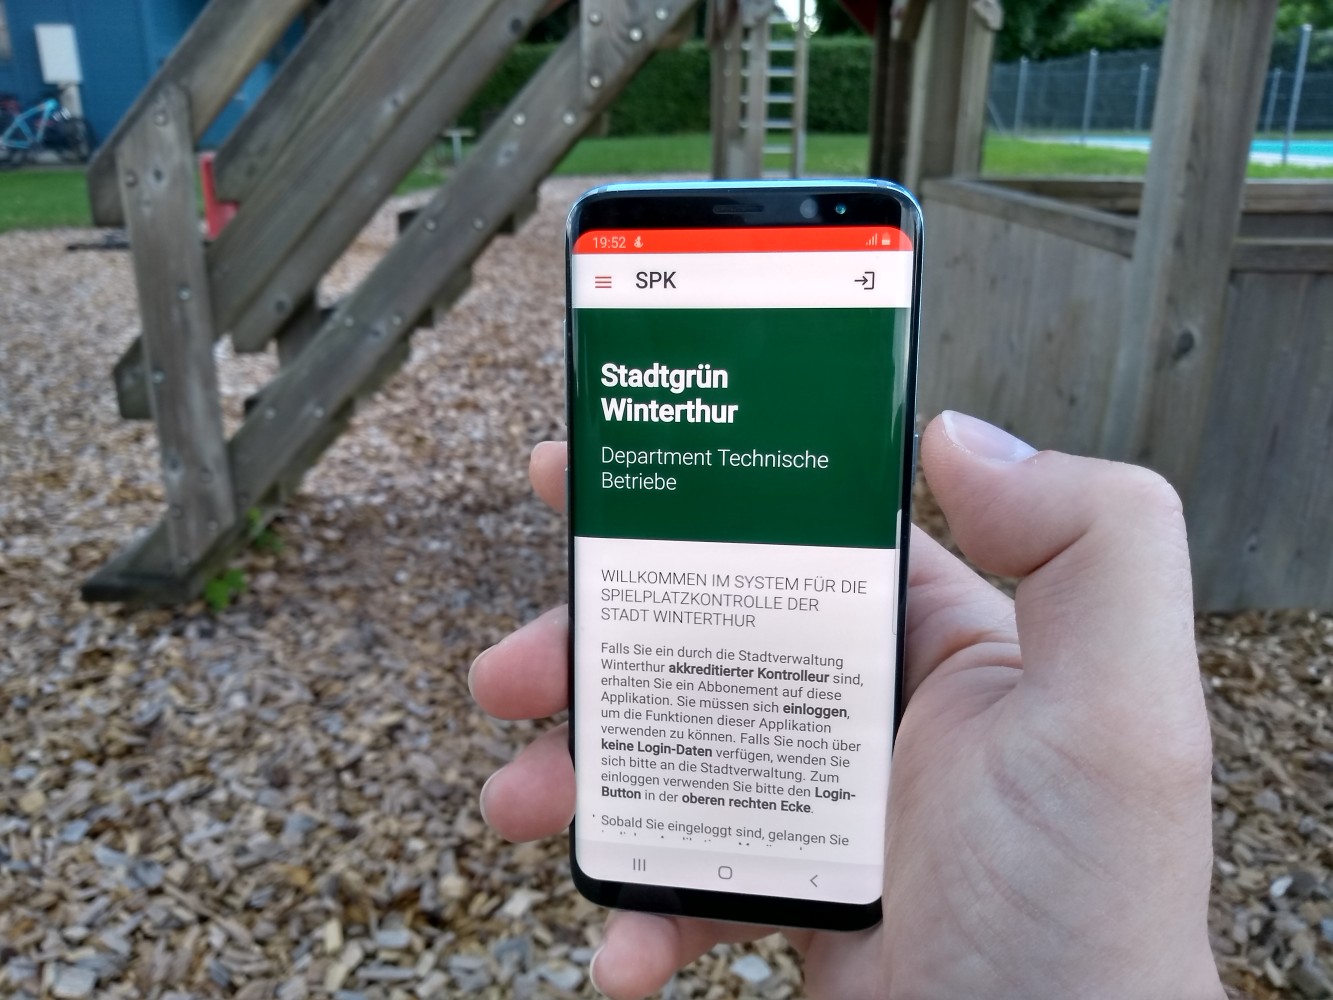 19:52
SPK
Stadtgrün
Winterthur
Department Technische
Betriebe
WILLKOMMEN IM SYSTEM FÜR DIE
SPIELPLATZKONTROLLE DER
STADT WINTERTHUR
Falls Sie ein durch die Stadtverwaltung
Winterthur akkreditierter Kontrolleur sind,
erhalten Sie ein Abbonement auf diese
Applikation. Sie müssen sich einloggen,
um die Funktionen dieser Applikation
verwenden zu können. Falls Sie noch über
keine Login-Daten verfügen, wenden Sie
sich bitte an die Stadtverwaltung. Zum
einloggen verwenden Sie bitte den Login-
Button in der oberen rechten Ecke.
Sobald Sie eingeloggt sind, gelangen Sie